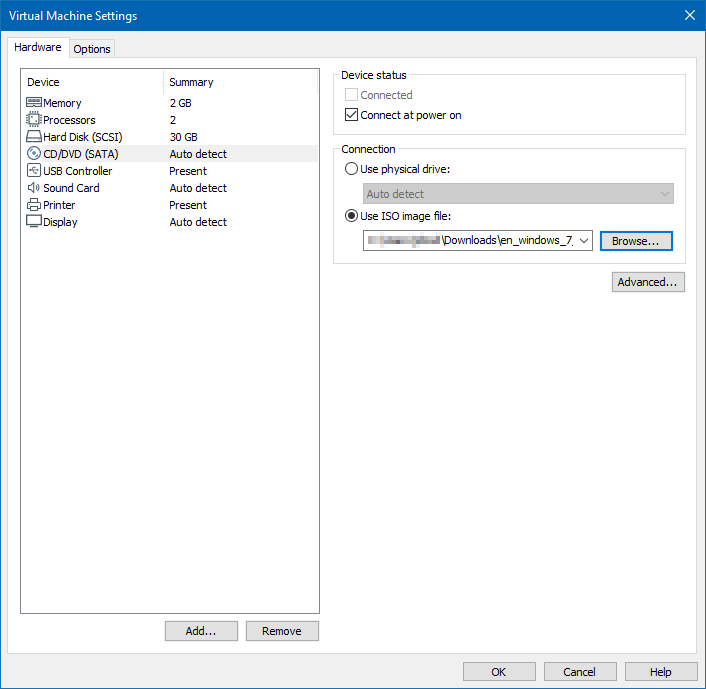 Virtual Machine Settings
Hardware Options
Device Summary
Memory 2 GB
Processors 2
Hard Disk (SCSI) 30 GB
CD/DVD (SATA) Auto detect
USB Controller Present
Sound Card Auto detect
Printer Present
Display Auto detect
Add... Remove
Device status
Connected
Connect at power on
Connection
Use physical drive:
Auto detect
Use ISO image file:
\Downloads\en_windows_7_ Browse...
Advanced...
OK Cancel Help